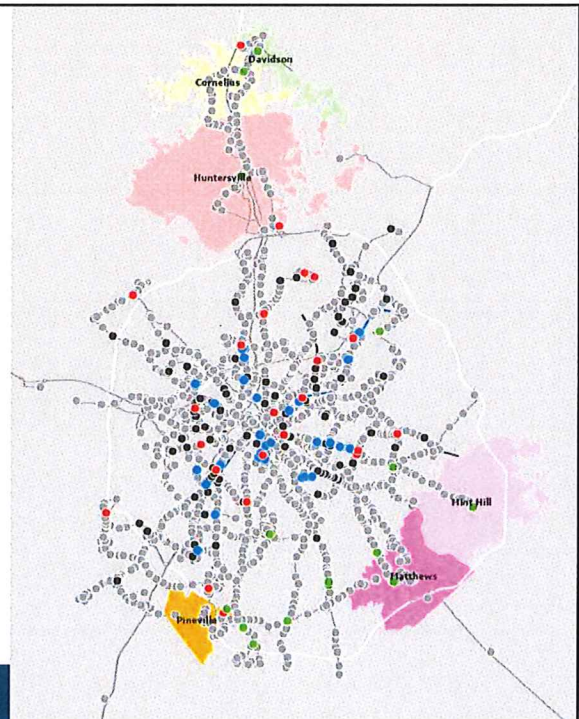 Davidson
Cornelius
Huntersville
Mint Hill
Matthews
Pineville